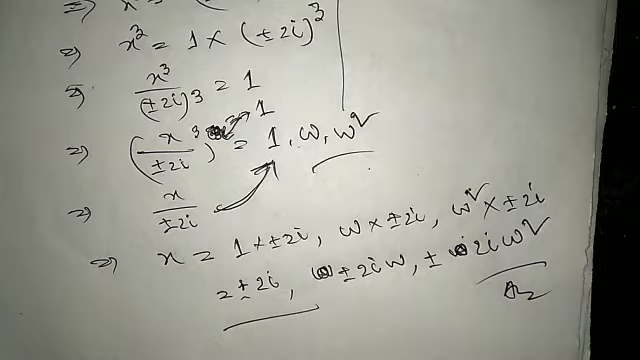 ⇒ x³ = 1 × (±2i)³
⇒ x³/(±2i)³ = 1
⇒ (x/±2i)³ = 1, ω, ω²
⇒ x/±2i
⇒ x = 1 × ±2i, ω × ±2i, ω² × ±2i
= ±2i, ±2iω, ±2iω²